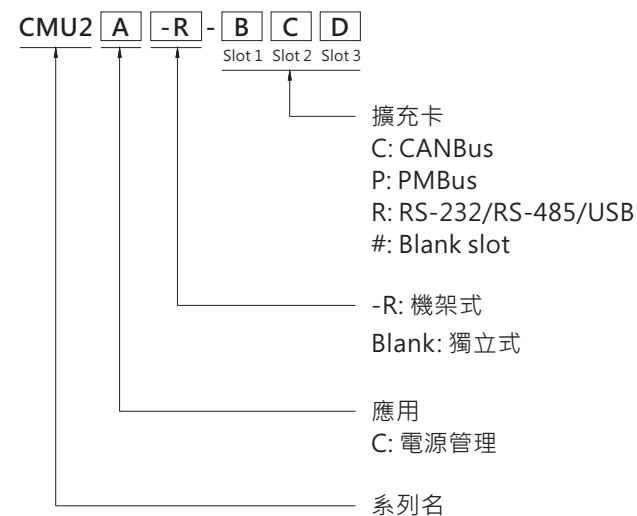 CMU2 A -R - B C D
Slot 1 Slot 2 Slot 3
擴充卡
C: CANBus
P: PMBus
R: RS-232/RS-485/USB
#: Blank slot
-R: 機架式
Blank: 獨立式
應用
C: 電源管理
系列名